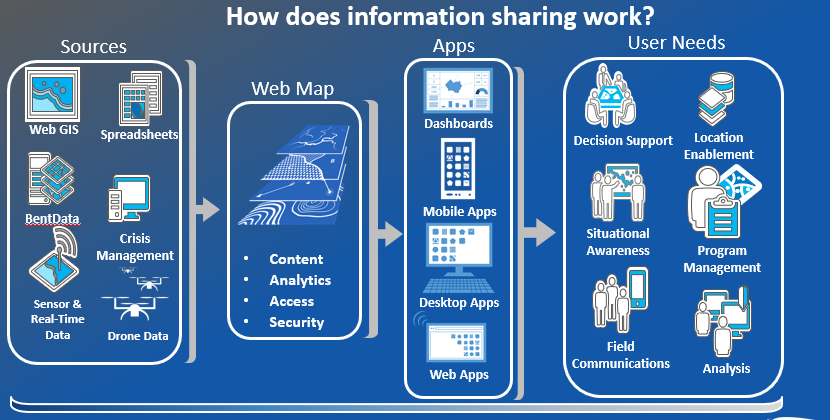 How does information sharing work?
Sources
Web GIS
Spreadsheets
BentData
Crisis
Management
Sensor &
Real-Time
Data
Drone Data
Web Map
• Content
• Analytics
• Access
• Security
Apps
Dashboards
Mobile Apps
Desktop Apps
Web Apps
User Needs
Decision Support
Location
Enablement
Situational
Awareness
Program
Management
Field
Communications
Analysis